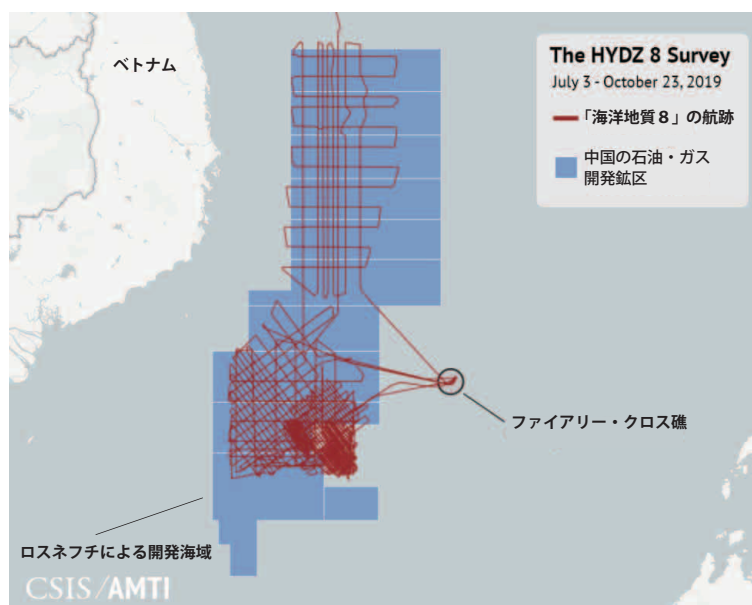 ベトナム
The HYDZ 8 Survey
July 3 - October 23, 2019
「海洋地質８」の航跡
中国の石油・ガス
開発鉱区
ファイアリー・クロス礁
ロスネフチによる開発海域
CSIS/AMTI